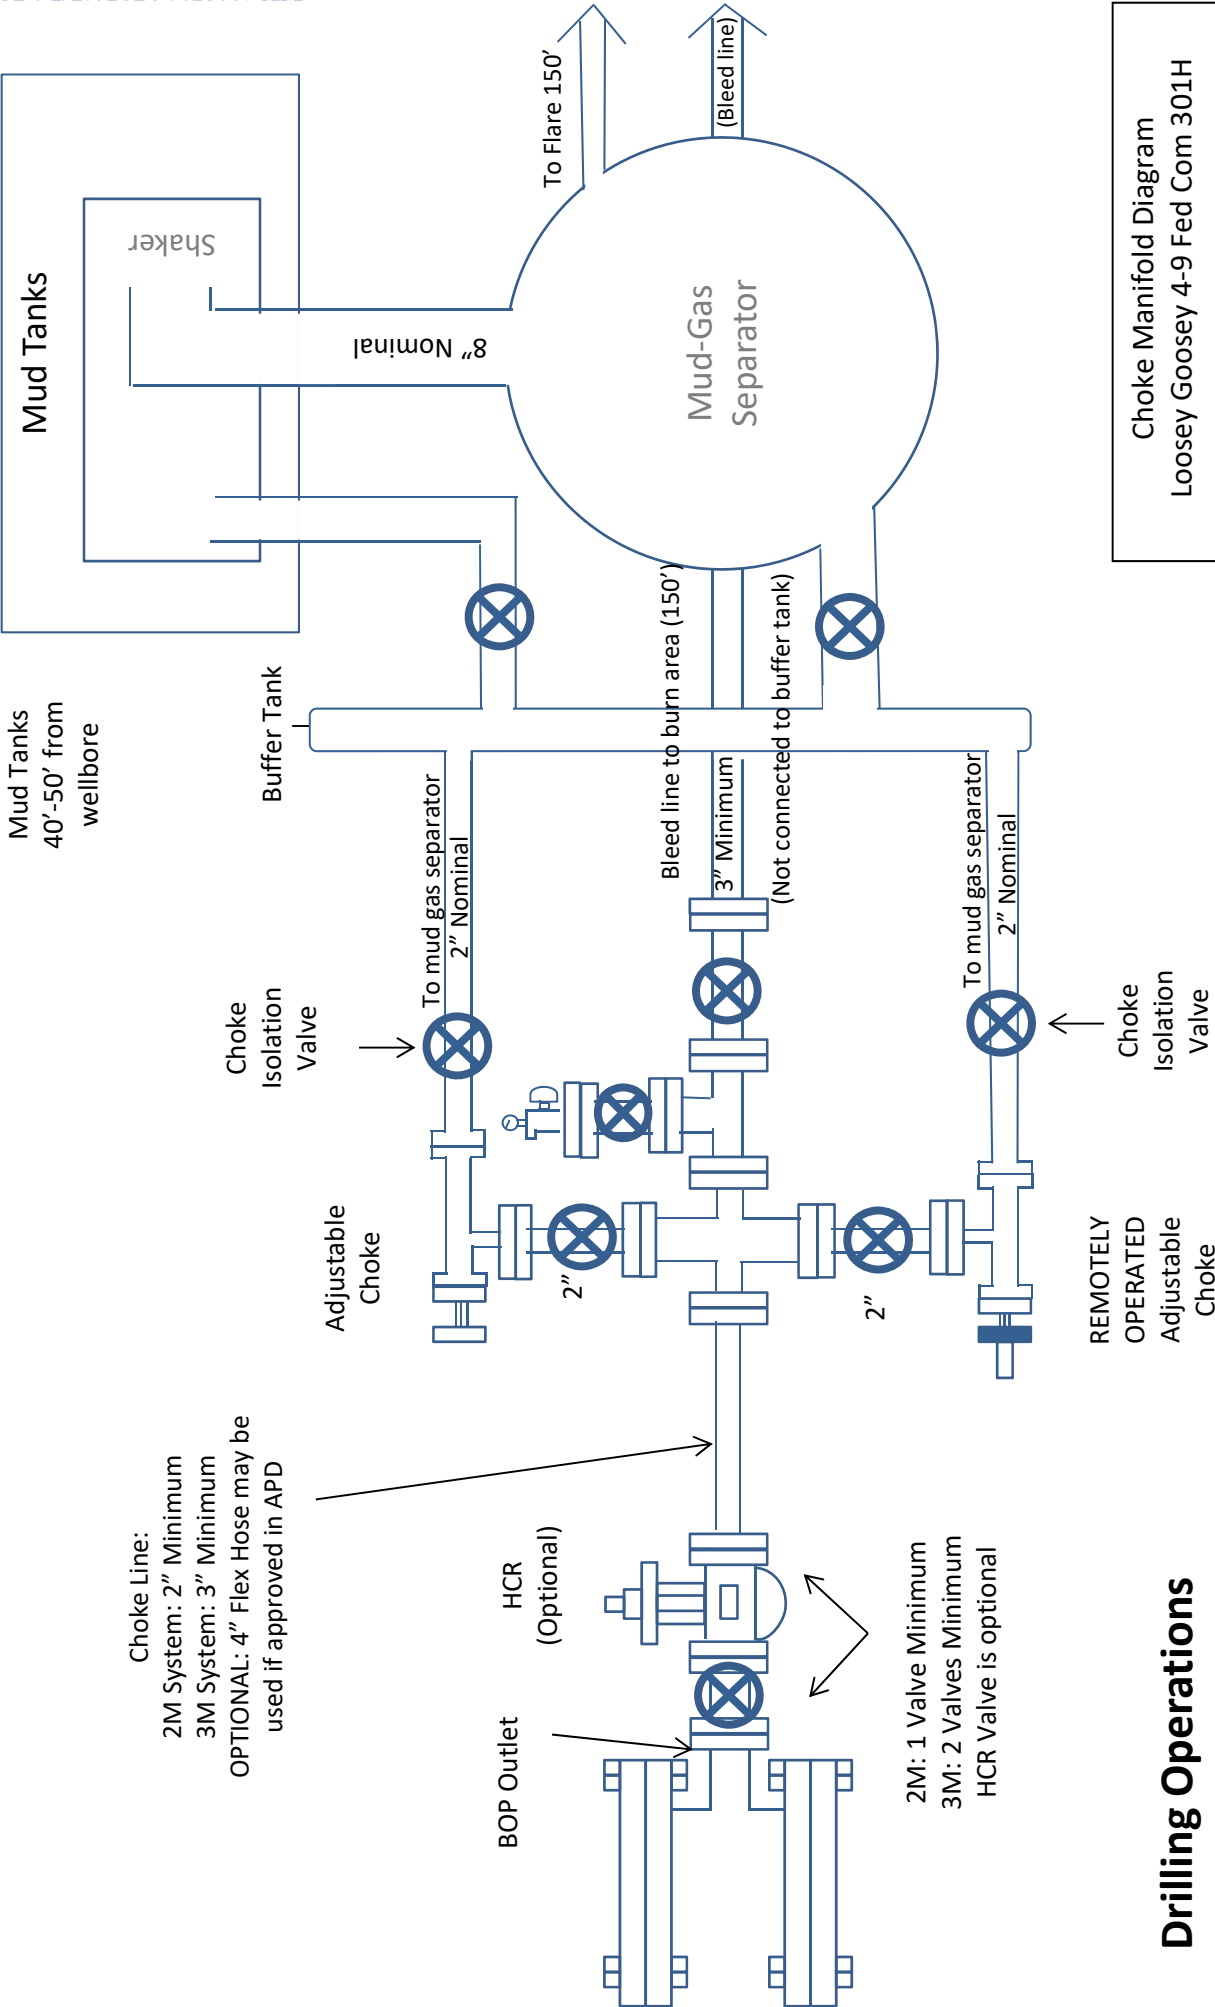 Mud Tanks
Shaker
8” Nominal
To Flare 150’
(Bleed line)
Mud-Gas
Separator
Mud Tanks
40’-50’ from
wellbore
Buffer Tank
Bleed line to burn area (150’)
3” Minimum
(Not connected to buffer tank)
To mud gas separator
2” Nominal
To mud gas separator
2” Nominal
Choke
Isolation
Valve
Choke
Isolation
Valve
Adjustable
Choke
2”
2”
REMOTELY
OPERATED
Adjustable
Choke
Choke Line:
2M System: 2” Minimum
3M System: 3” Minimum
OPTIONAL: 4” Flex Hose may be
used if approved in APD
HCR
(Optional)
BOP Outlet
2M: 1 Valve Minimum
3M: 2 Valves Minimum
HCR Valve is optional
Drilling Operations
Choke Manifold Diagram
Loosey Goosey 4-9 Fed Com 301H